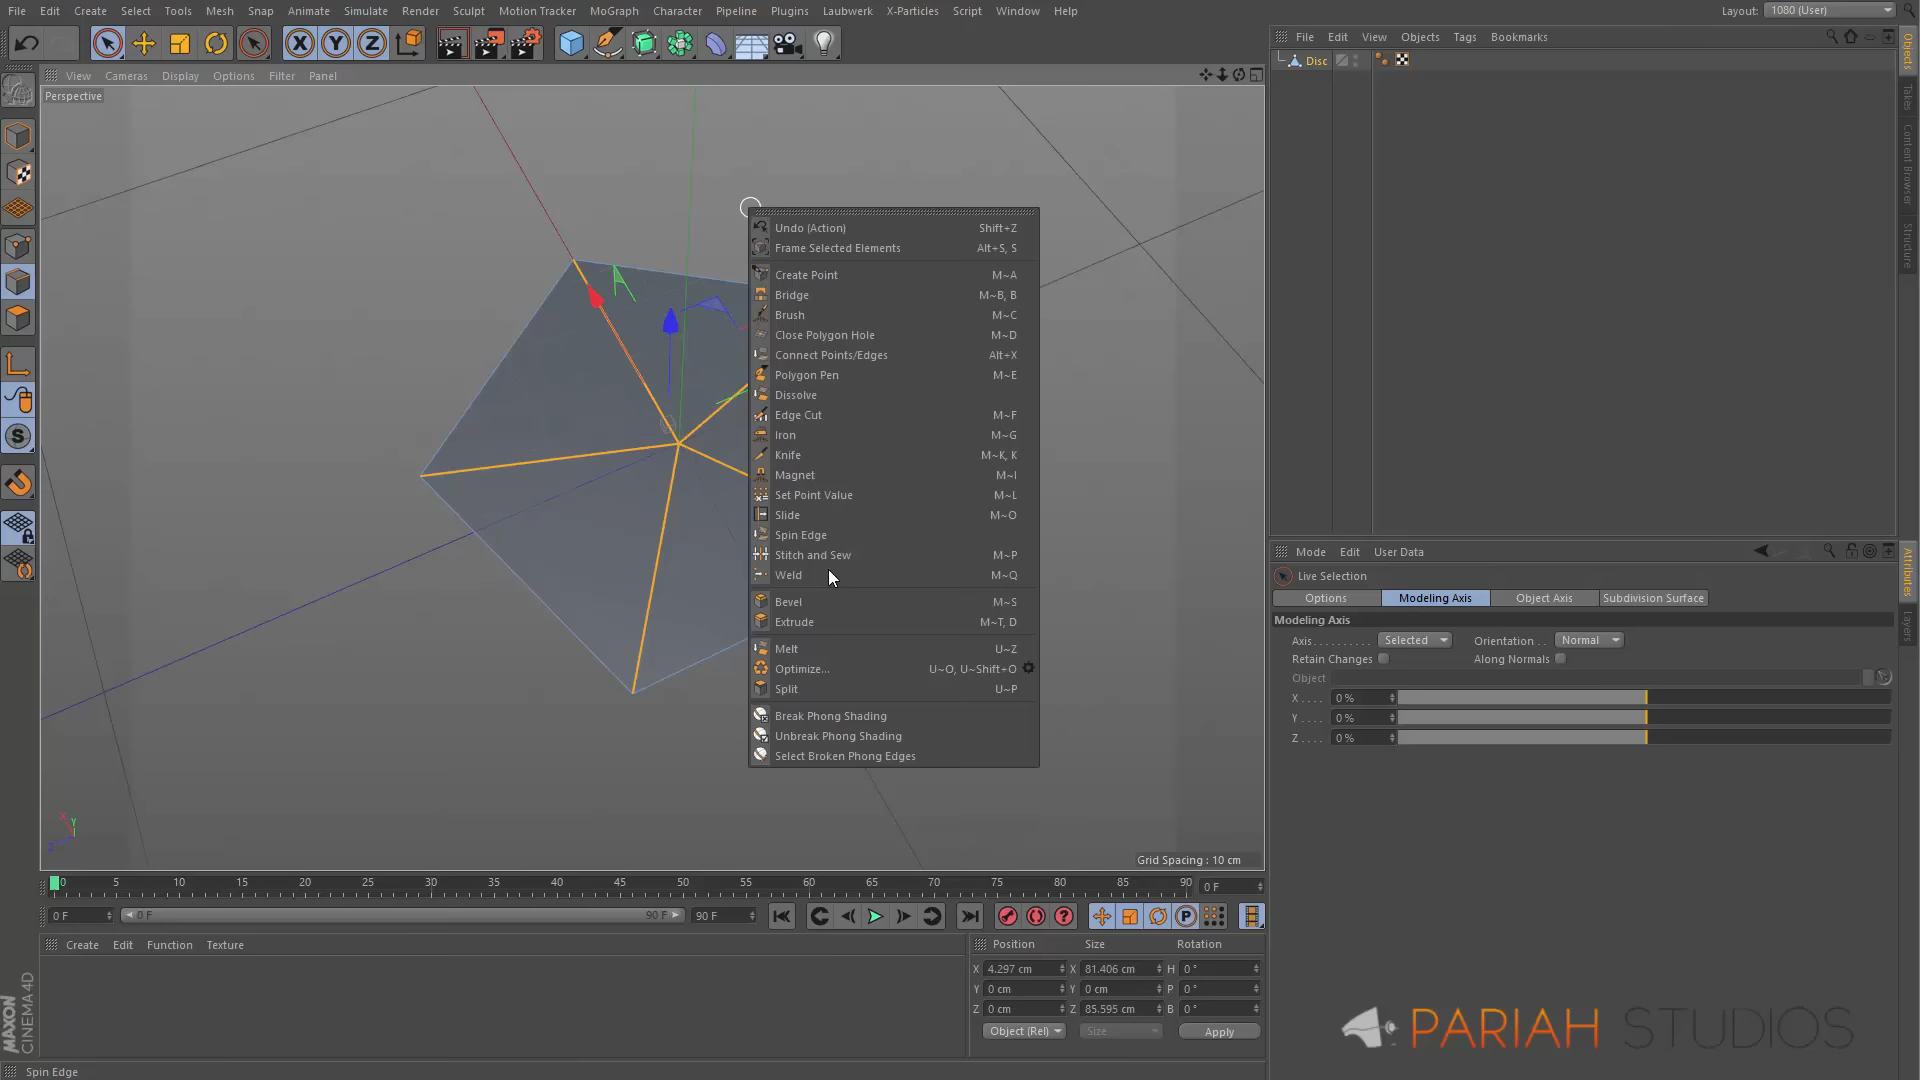 File Edit Create Select Tools Mesh Snap Animate Simulate Render Sculpt Motion Tracker MoGraph Character Pipeline Plugins Laubwerk X-Particles Script Window Help Layout: 1080 (User)
X Y Z
File Edit View Objects Tags Bookmarks
View Cameras Display Options Filter Panel
Disc
Perspective
Objects
Takes
Content Browser
Structure
Undo (Action) Shift+Z
Frame Selected Elements Alt+S, S
Create Point M~A
Bridge M~B, B
Brush M~C
Close Polygon Hole M~D
Connect Points/Edges Alt+X
Polygon Pen M~E
Dissolve
Edge Cut M~F
Iron M~G
Knife M~K, K
Magnet M~I
Set Point Value M~L
Slide M~O
Spin Edge
Stitch and Sew M~P
Weld M~Q
Bevel M~S
Extrude M~T, D
Melt U~Z
Optimize... U~O, U~Shift+O
Split U~P
Break Phong Shading
Unbreak Phong Shading
Select Broken Phong Edges
S
Mode Edit User Data
Live Selection
Options Modeling Axis Object Axis Subdivision Surface
Modeling Axis
Axis.......... Selected Orientation.. Normal
Retain Changes Along Normals
Object
X.... 0 %
Y.... 0 %
Z.... 0 %
Attributes
Layers
X Y Z
Grid Spacing : 10 cm
0 5 10 15 20 25 30 35 40 45 50 55 60 65 70 75 80 85 90 0 F
0 F 0 F 90 F 90 F P
Create Edit Function Texture
Position Size Rotation
X 4.297 cm X 81.406 cm H 0 °
Y 0 cm Y 0 cm P 0 °
Z 0 cm Z 85.595 cm B 0 °
Object (Rel) Size Apply
MAXON
CINEMA 4D
PARIAH STUDIOS
Spin Edge